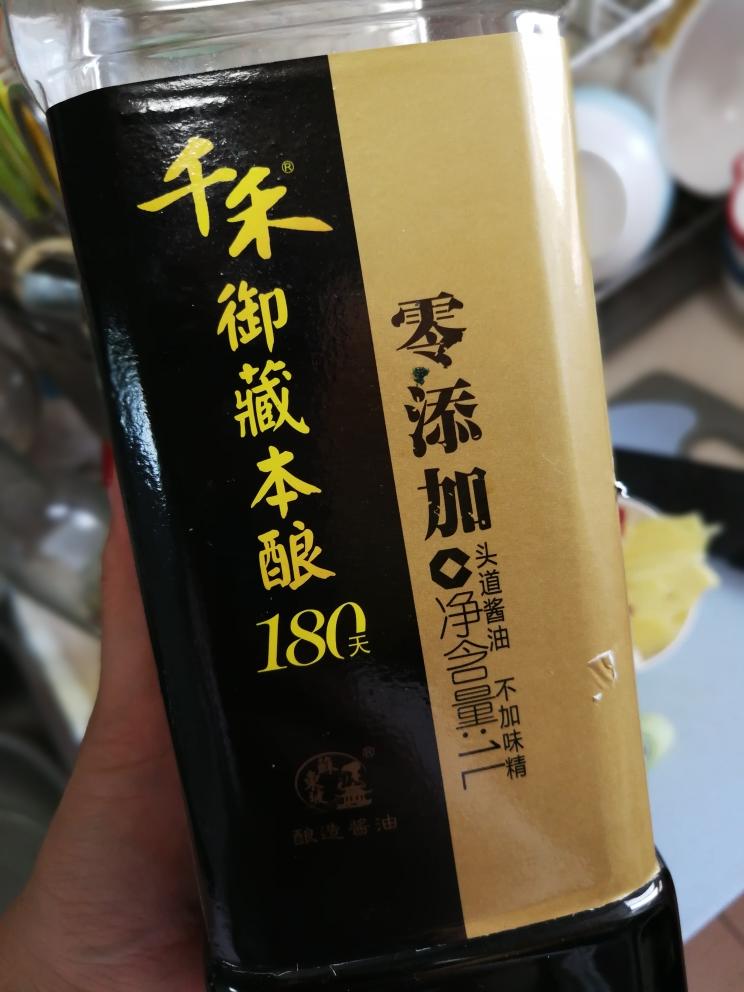 千禾®
御藏本酿
180天
零添加
头道酱油 不加味精
净含量:1L
®
酿造酱油